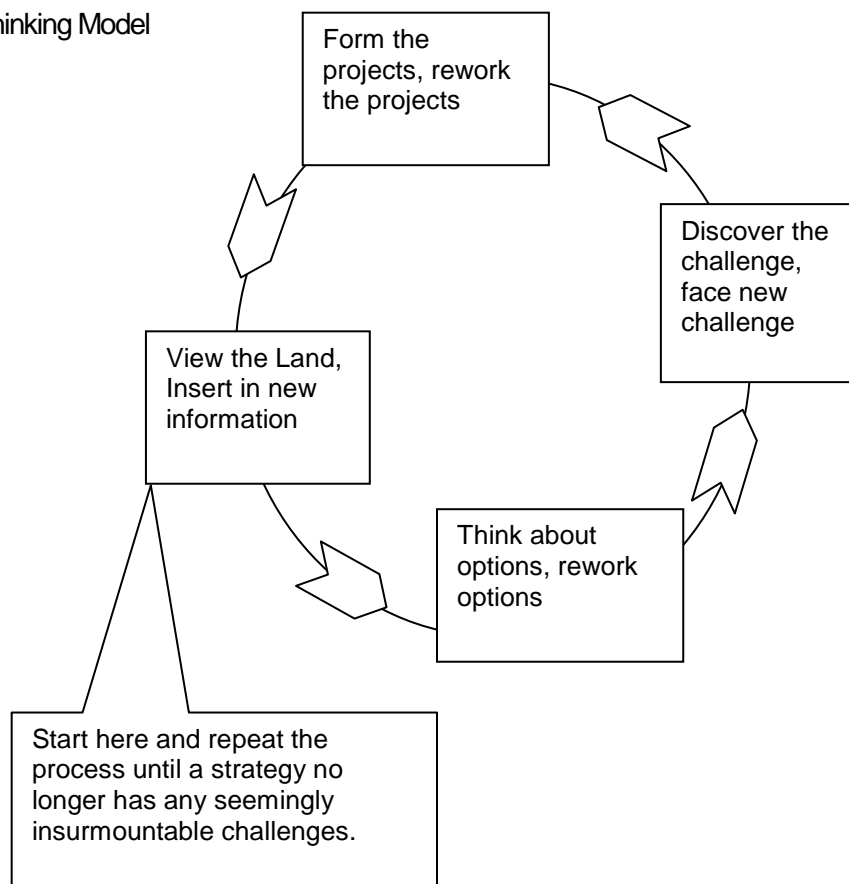 Model
Form the
projects, rework
the projects
Discover the
challenge,
face new
challenge
View the Land,
Insert in new
information
Think about
options, rework
options
Start here and repeat the
process until a strategy no
longer has any seemingly
insurmountable challenges.